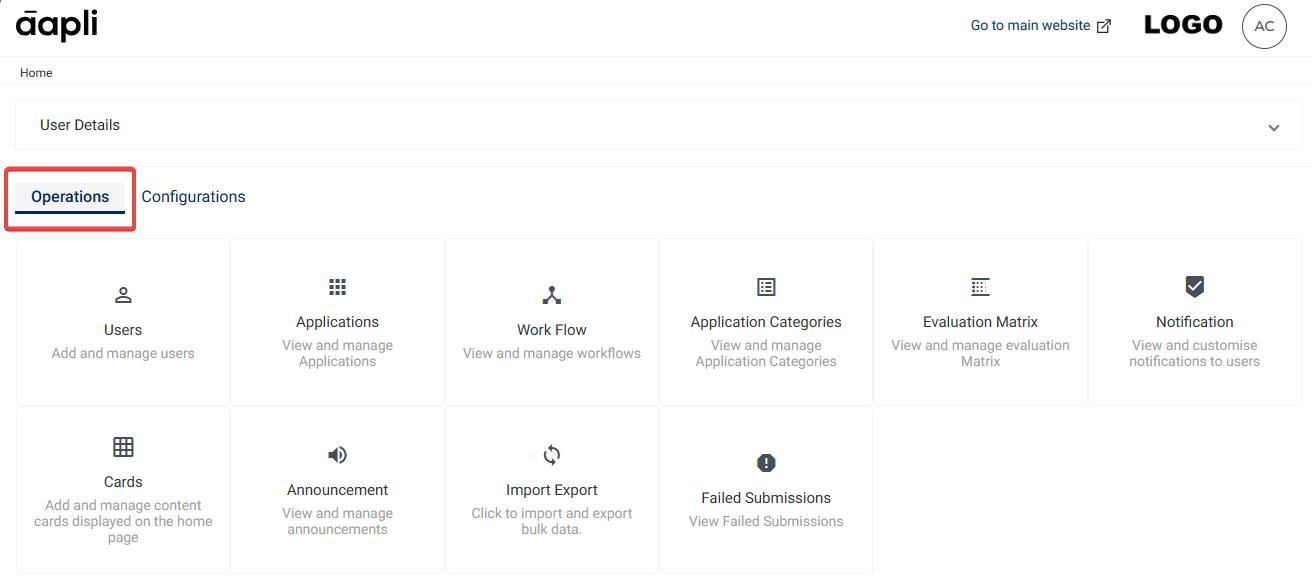 āapli
Go to main website
LOGO
AC
Home
User Details
Operations
Configurations
Users
Add and manage users
Applications
View and manage
Applications
Work Flow
View and manage workflows
Application Categories
View and manage
Application Categories
Evaluation Matrix
View and manage evaluation
Matrix
Notification
View and customise
notifications to users
Cards
Add and manage content
cards displayed on the home
page
Announcement
View and manage
announcements
Import Export
Click to import and export
bulk data.
Failed Submissions
View Failed Submissions